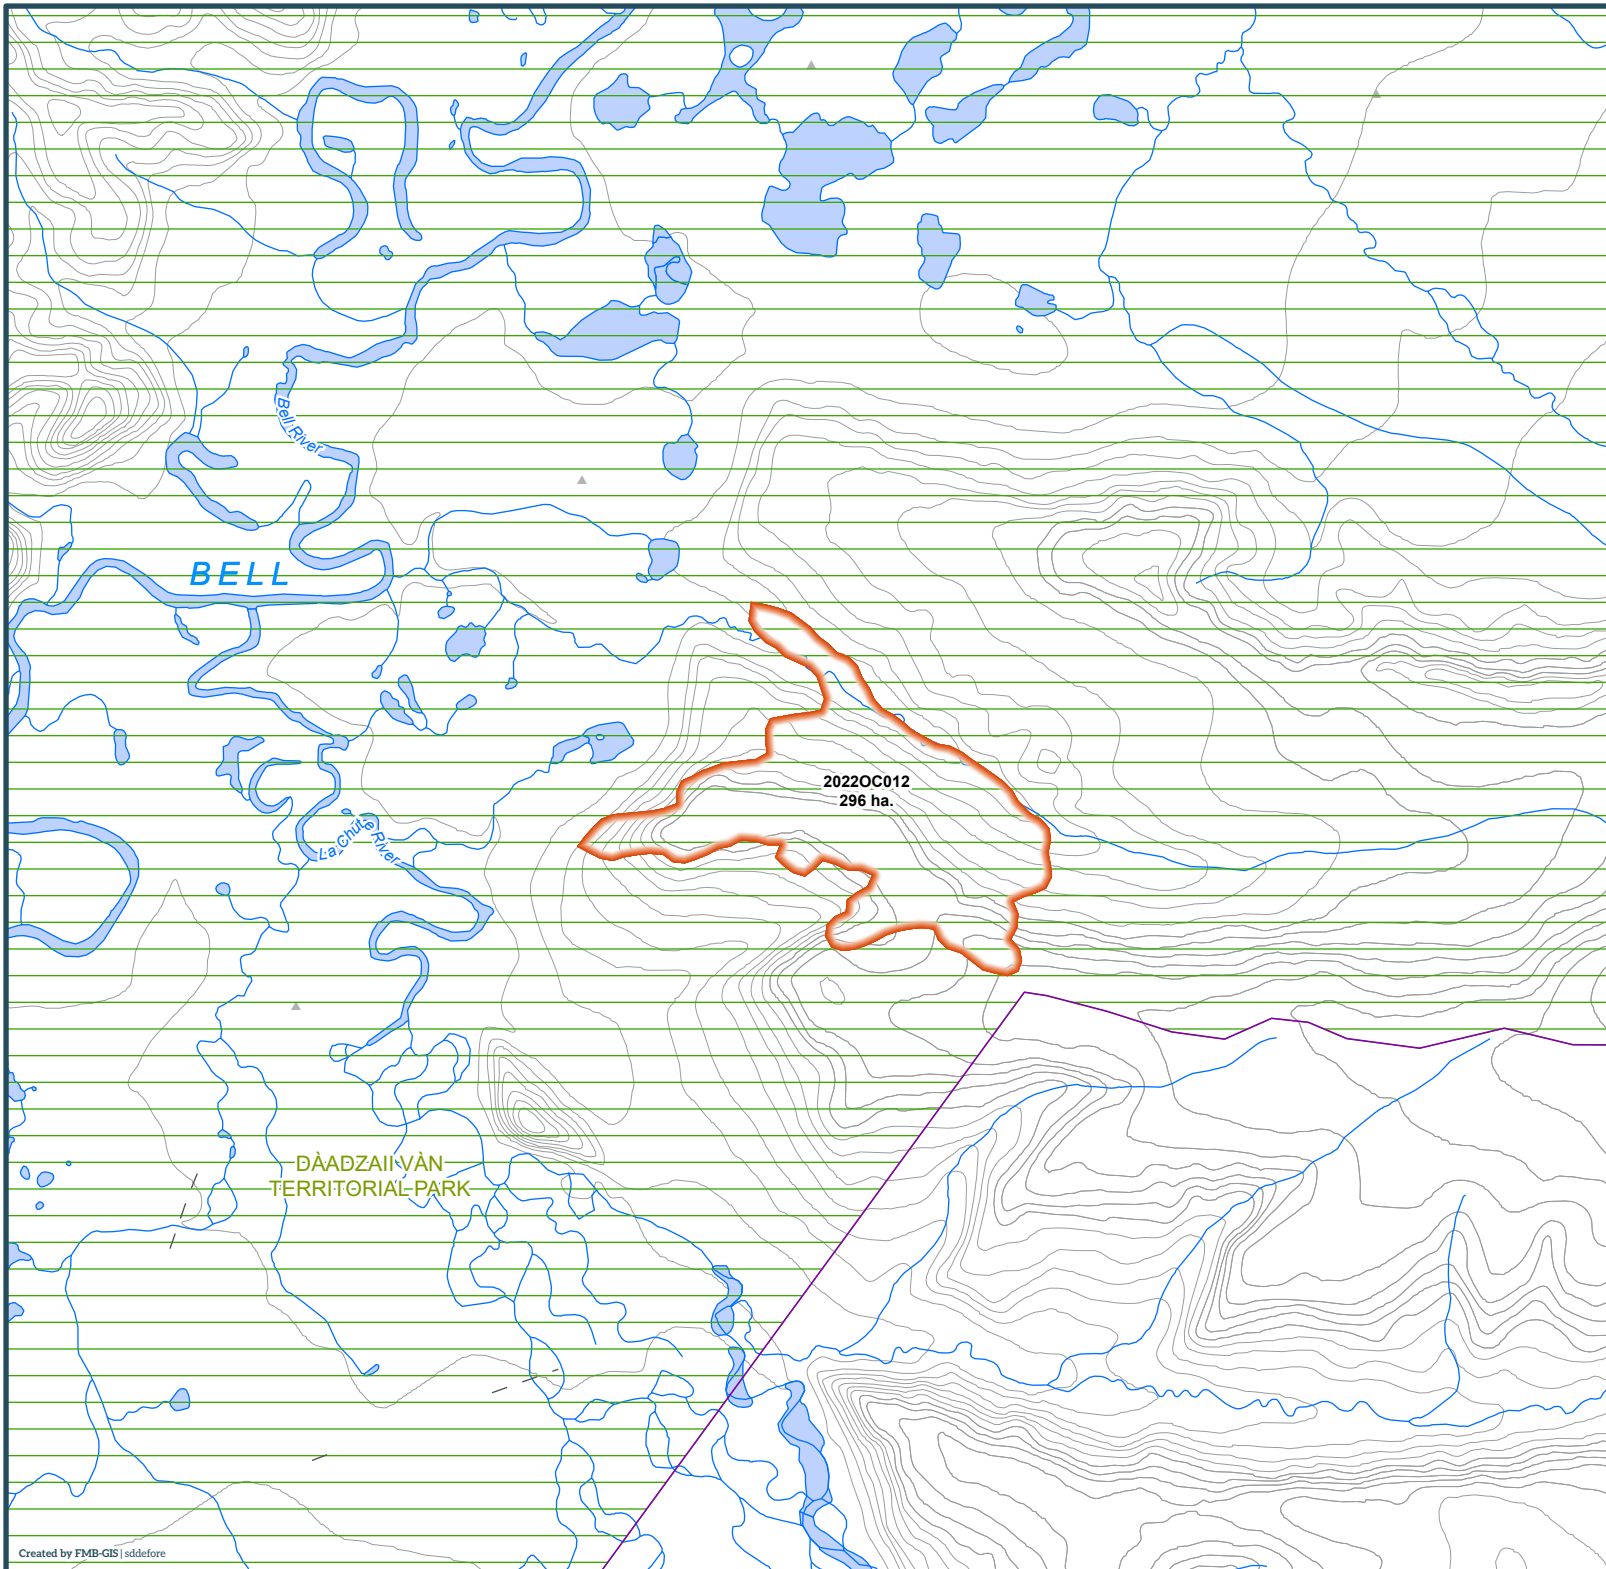 Bell River
BELL
2022OC012
296 ha.
La Chute River
DÀADZAII VÀN
TERRITORIAL PARK
Created by FMB-GIS | sddefore